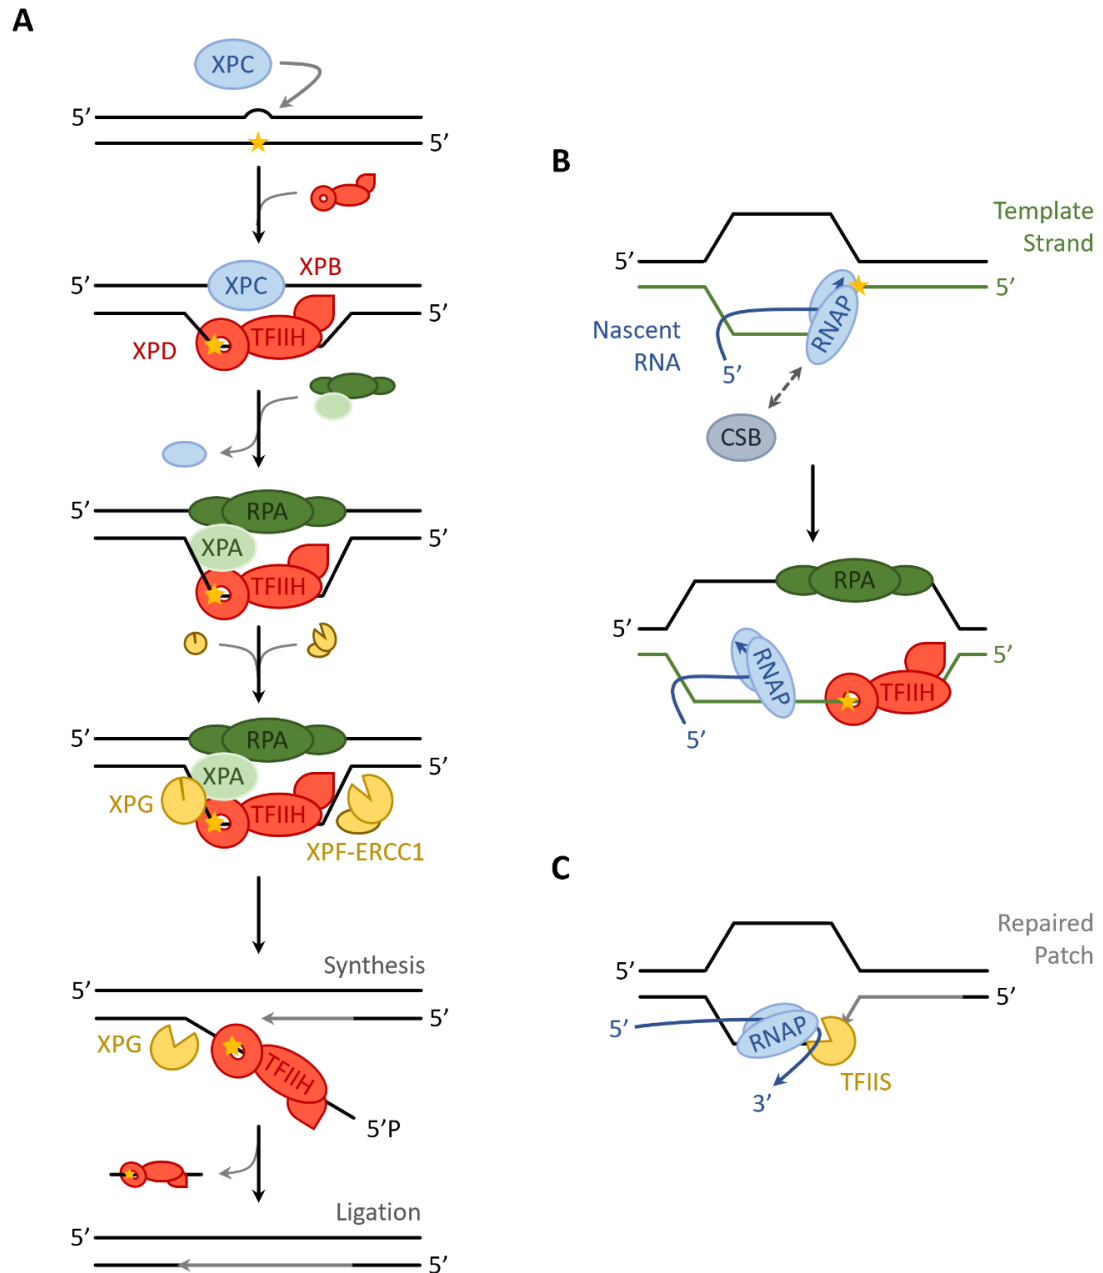 A
XPC
5’
5’
5’
XPC
XPB
5’
XPD
TFIIH
5’
RPA
5’
XPA
TFIIH
5’
RPA
5’
XPA
XPG
TFIIH
XPF-ERCC1
Synthesis
5’
5’
XPG
TFIIH
5’P
Ligation
5’
5’
B
Template
Strand
5’
5’
RNAP
Nascent
RNA
5’
CSB
RPA
5’
5’
RNAP
TFIIH
5’
C
Repaired
Patch
5’
5’
5’
RNAP
TFIIS
3’